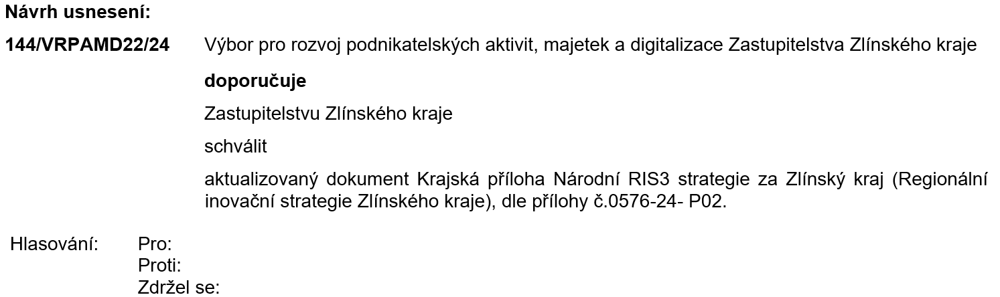 Návrh usnesení:
144/VRPAMD22/24 Výbor pro rozvoj podnikatelských aktivit, majetek a digitalizace Zastupitelstva Zlínského kraje
doporučuje
Zastupitelstvu Zlínského kraje
schválit
aktualizovaný dokument Krajská příloha Národní RIS3 strategie za Zlínský kraj (Regionální
inovační strategie Zlínského kraje), dle přílohy č.0576-24- P02.
Hlasování: Pro:
Proti:
Zdržel se: